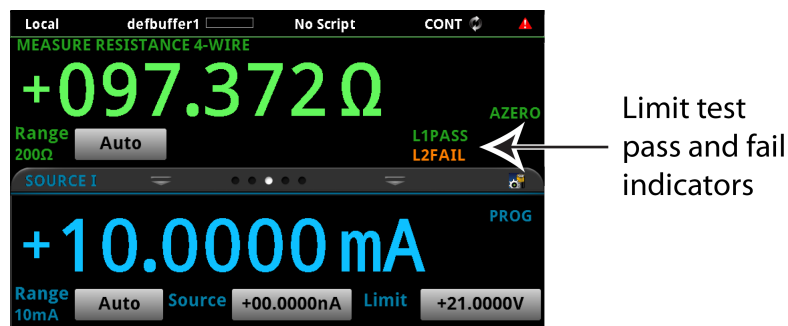 Local defbuffer1 No Script CONT
MEASURE RESISTANCE 4-WIRE
+097.372 Ω
AZERO
Range Auto L1PASS
200Ω L2FAIL
Limit test
pass and fail
indicators
SOURCE I
PROG
+10.0000 mA
Range Auto Source +00.0000nA Limit +21.0000V
10mA